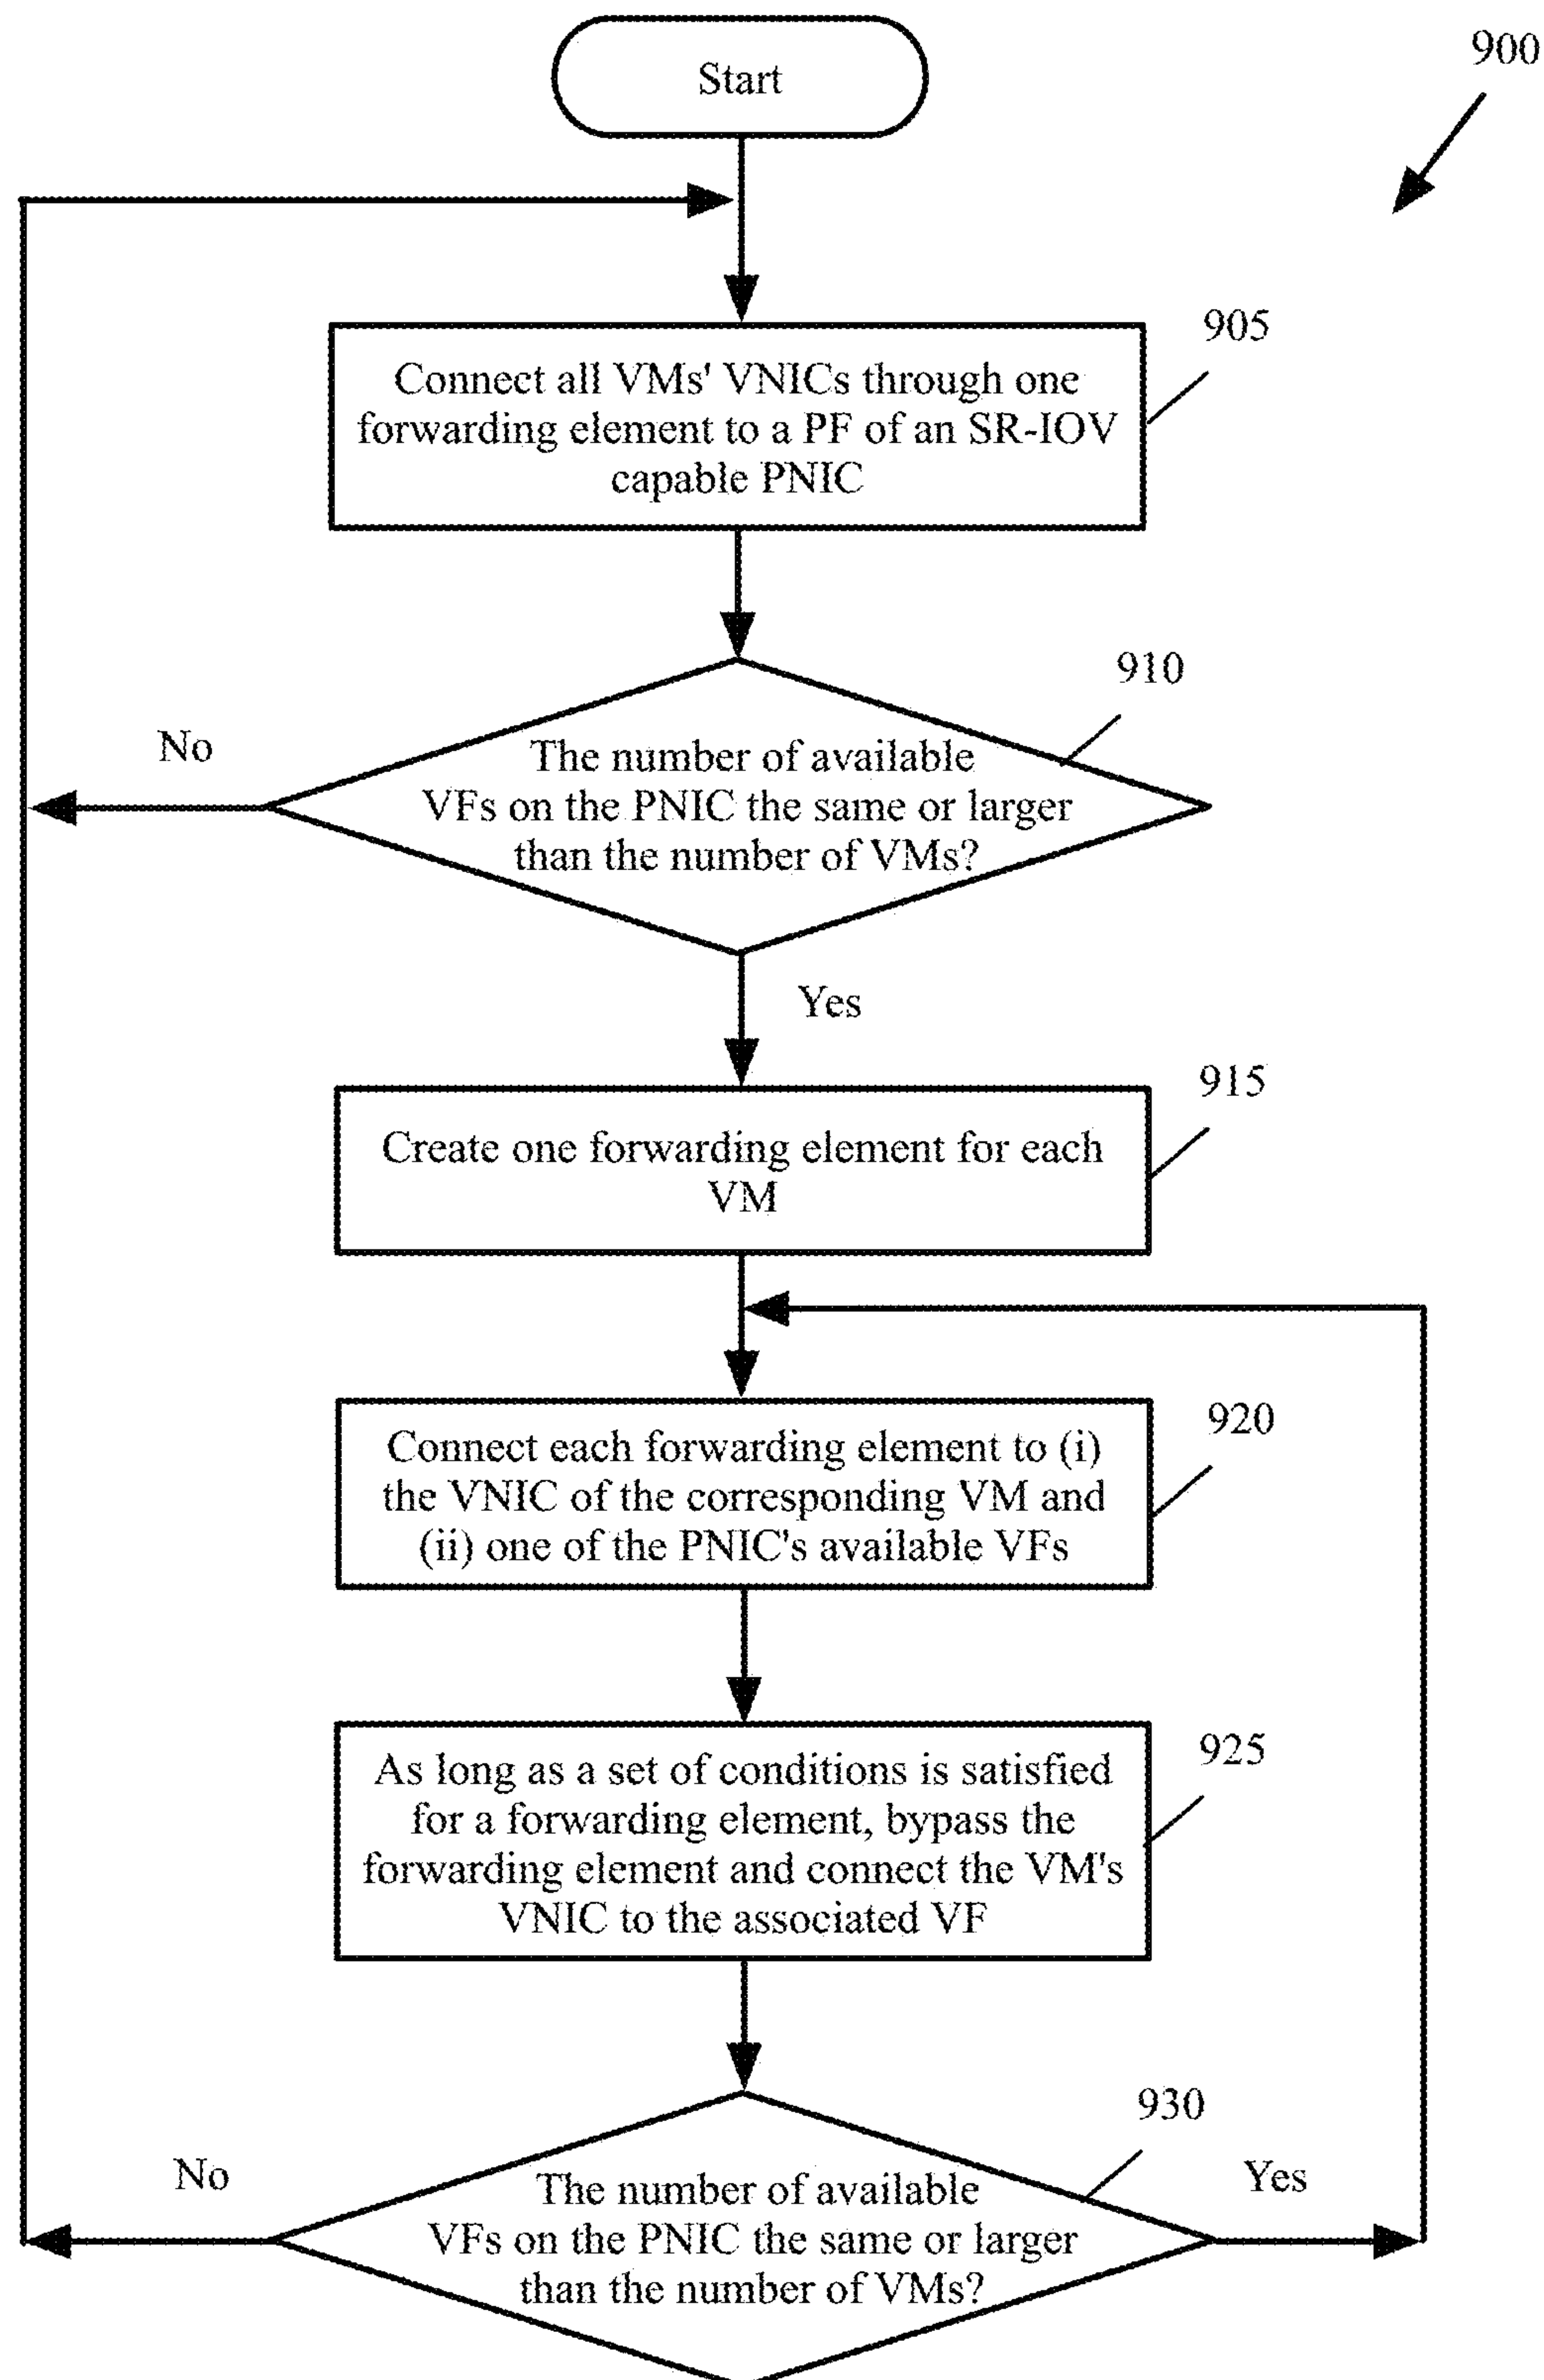 Start
900
905
Connect all VMs' VNICs through one
forwarding element to a PF of an SR-IOV
capable PNIC
910
No
The number of available
VFs on the PNIC the same or larger
than the number of VMs?
Yes
915
Create one forwarding element for each
VM
920
Connect each forwarding element to (i)
the VNIC of the corresponding VM and
(ii) one of the PNIC's available VFs
925
As long as a set of conditions is satisfied
for a forwarding element, bypass the
forwarding element and connect the VM's
VNIC to the associated VF
930
No
Yes
The number of available
VFs on the PNIC the same or larger
than the number of VMs?